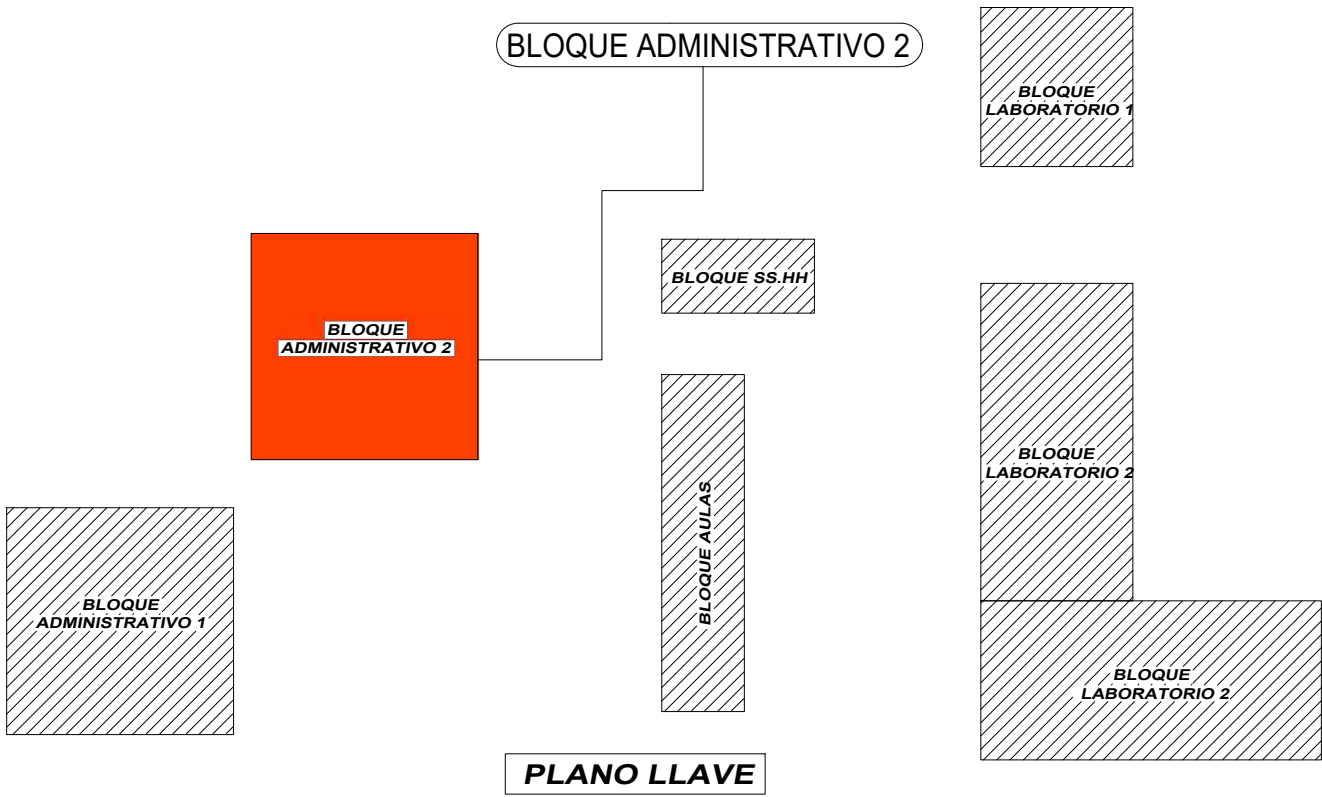 BLOQUE ADMINISTRATIVO 2
BLOQUE
LABORATORIO 1
BLOQUE SS.HH
BLOQUE
ADMINISTRATIVO 2
BLOQUE
LABORATORIO 2
BLOQUE AULAS
BLOQUE
ADMINISTRATIVO 1
BLOQUE
LABORATORIO 2
PLANO LLAVE